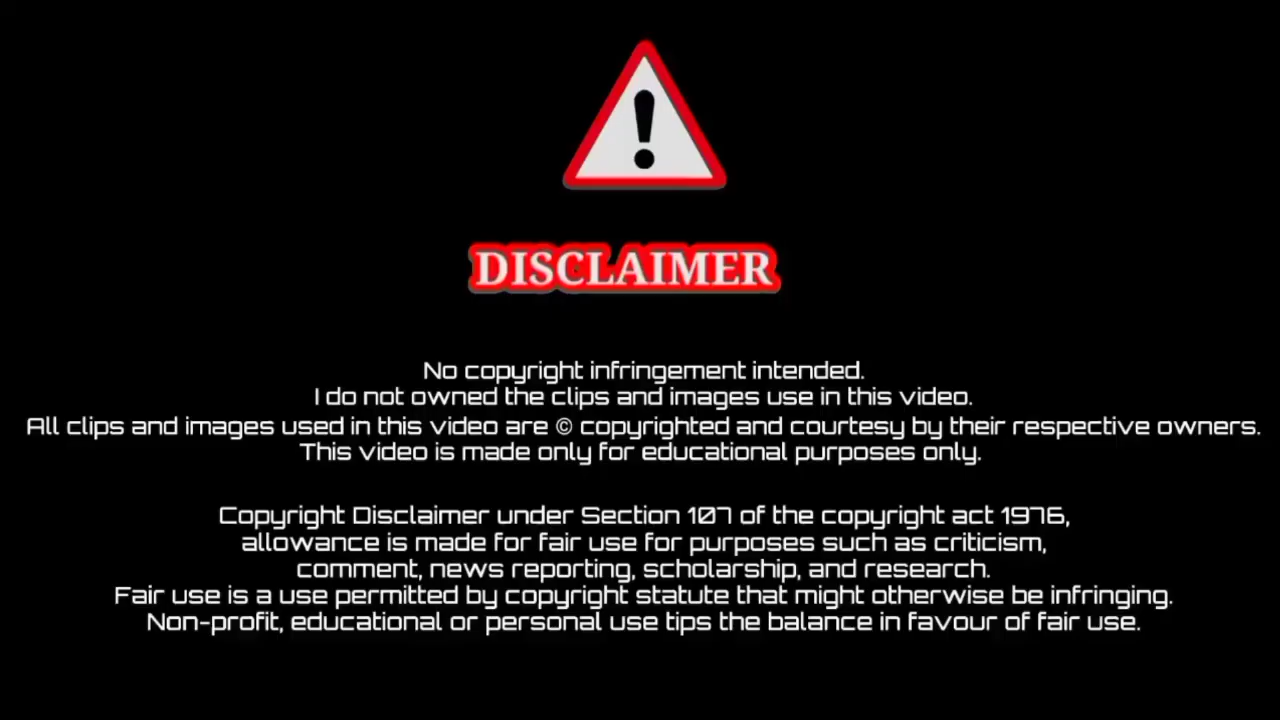 DISCLAIMER
No copyright infringement intended.
I do not owned the clips and images use in this video.
All clips and images used in this video are © copyrighted and courtesy by their respective owners.
This video is made only for educational purposes only.
Copyright Disclaimer under Section 107 of the copyright act 1976,
allowance is made for fair use for purposes such as criticism,
comment, news reporting, scholarship, and research.
Fair use is a use permitted by copyright statute that might otherwise be infringing.
Non-profit, educational or personal use tips the balance in favour of fair use.